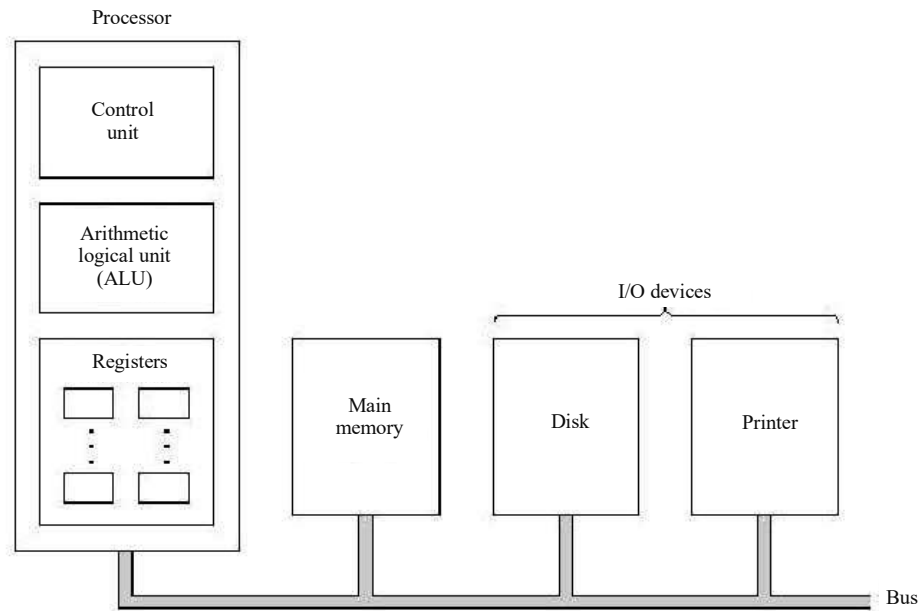 Processor
Control
unit
Arithmetic
logical unit
(ALU)
Registers
I/O devices
Main
memory
Disk
Printer
Bus